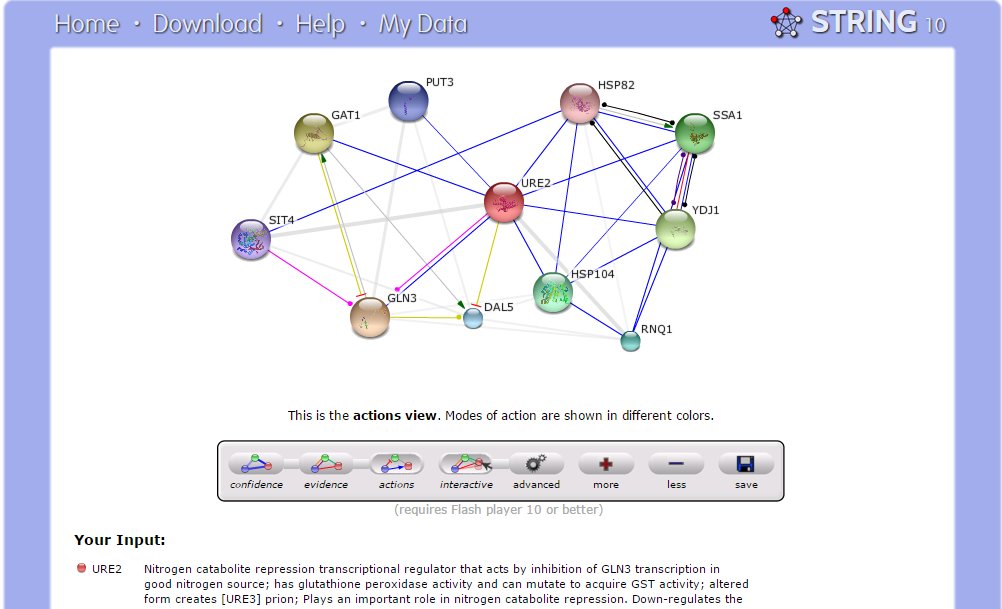 Home • Download • Help • My Data
STRING 10
PUT3
HSP82
GAT1
SSA1
URE2
SIT4
YDJ1
HSP104
GLN3
DAL5
RNQ1
This is the actions view. Modes of action are shown in different colors.
confidence evidence actions interactive advanced more less save
(requires Flash player 10 or better)
Your Input:
URE2 Nitrogen catabolite repression transcriptional regulator that acts by inhibition of GLN3 transcription in
good nitrogen source; has glutathione peroxidase activity and can mutate to acquire GST activity; altered
form creates [URE3] prion; Plays an important role in nitrogen catabolite repression. Down-regulates the